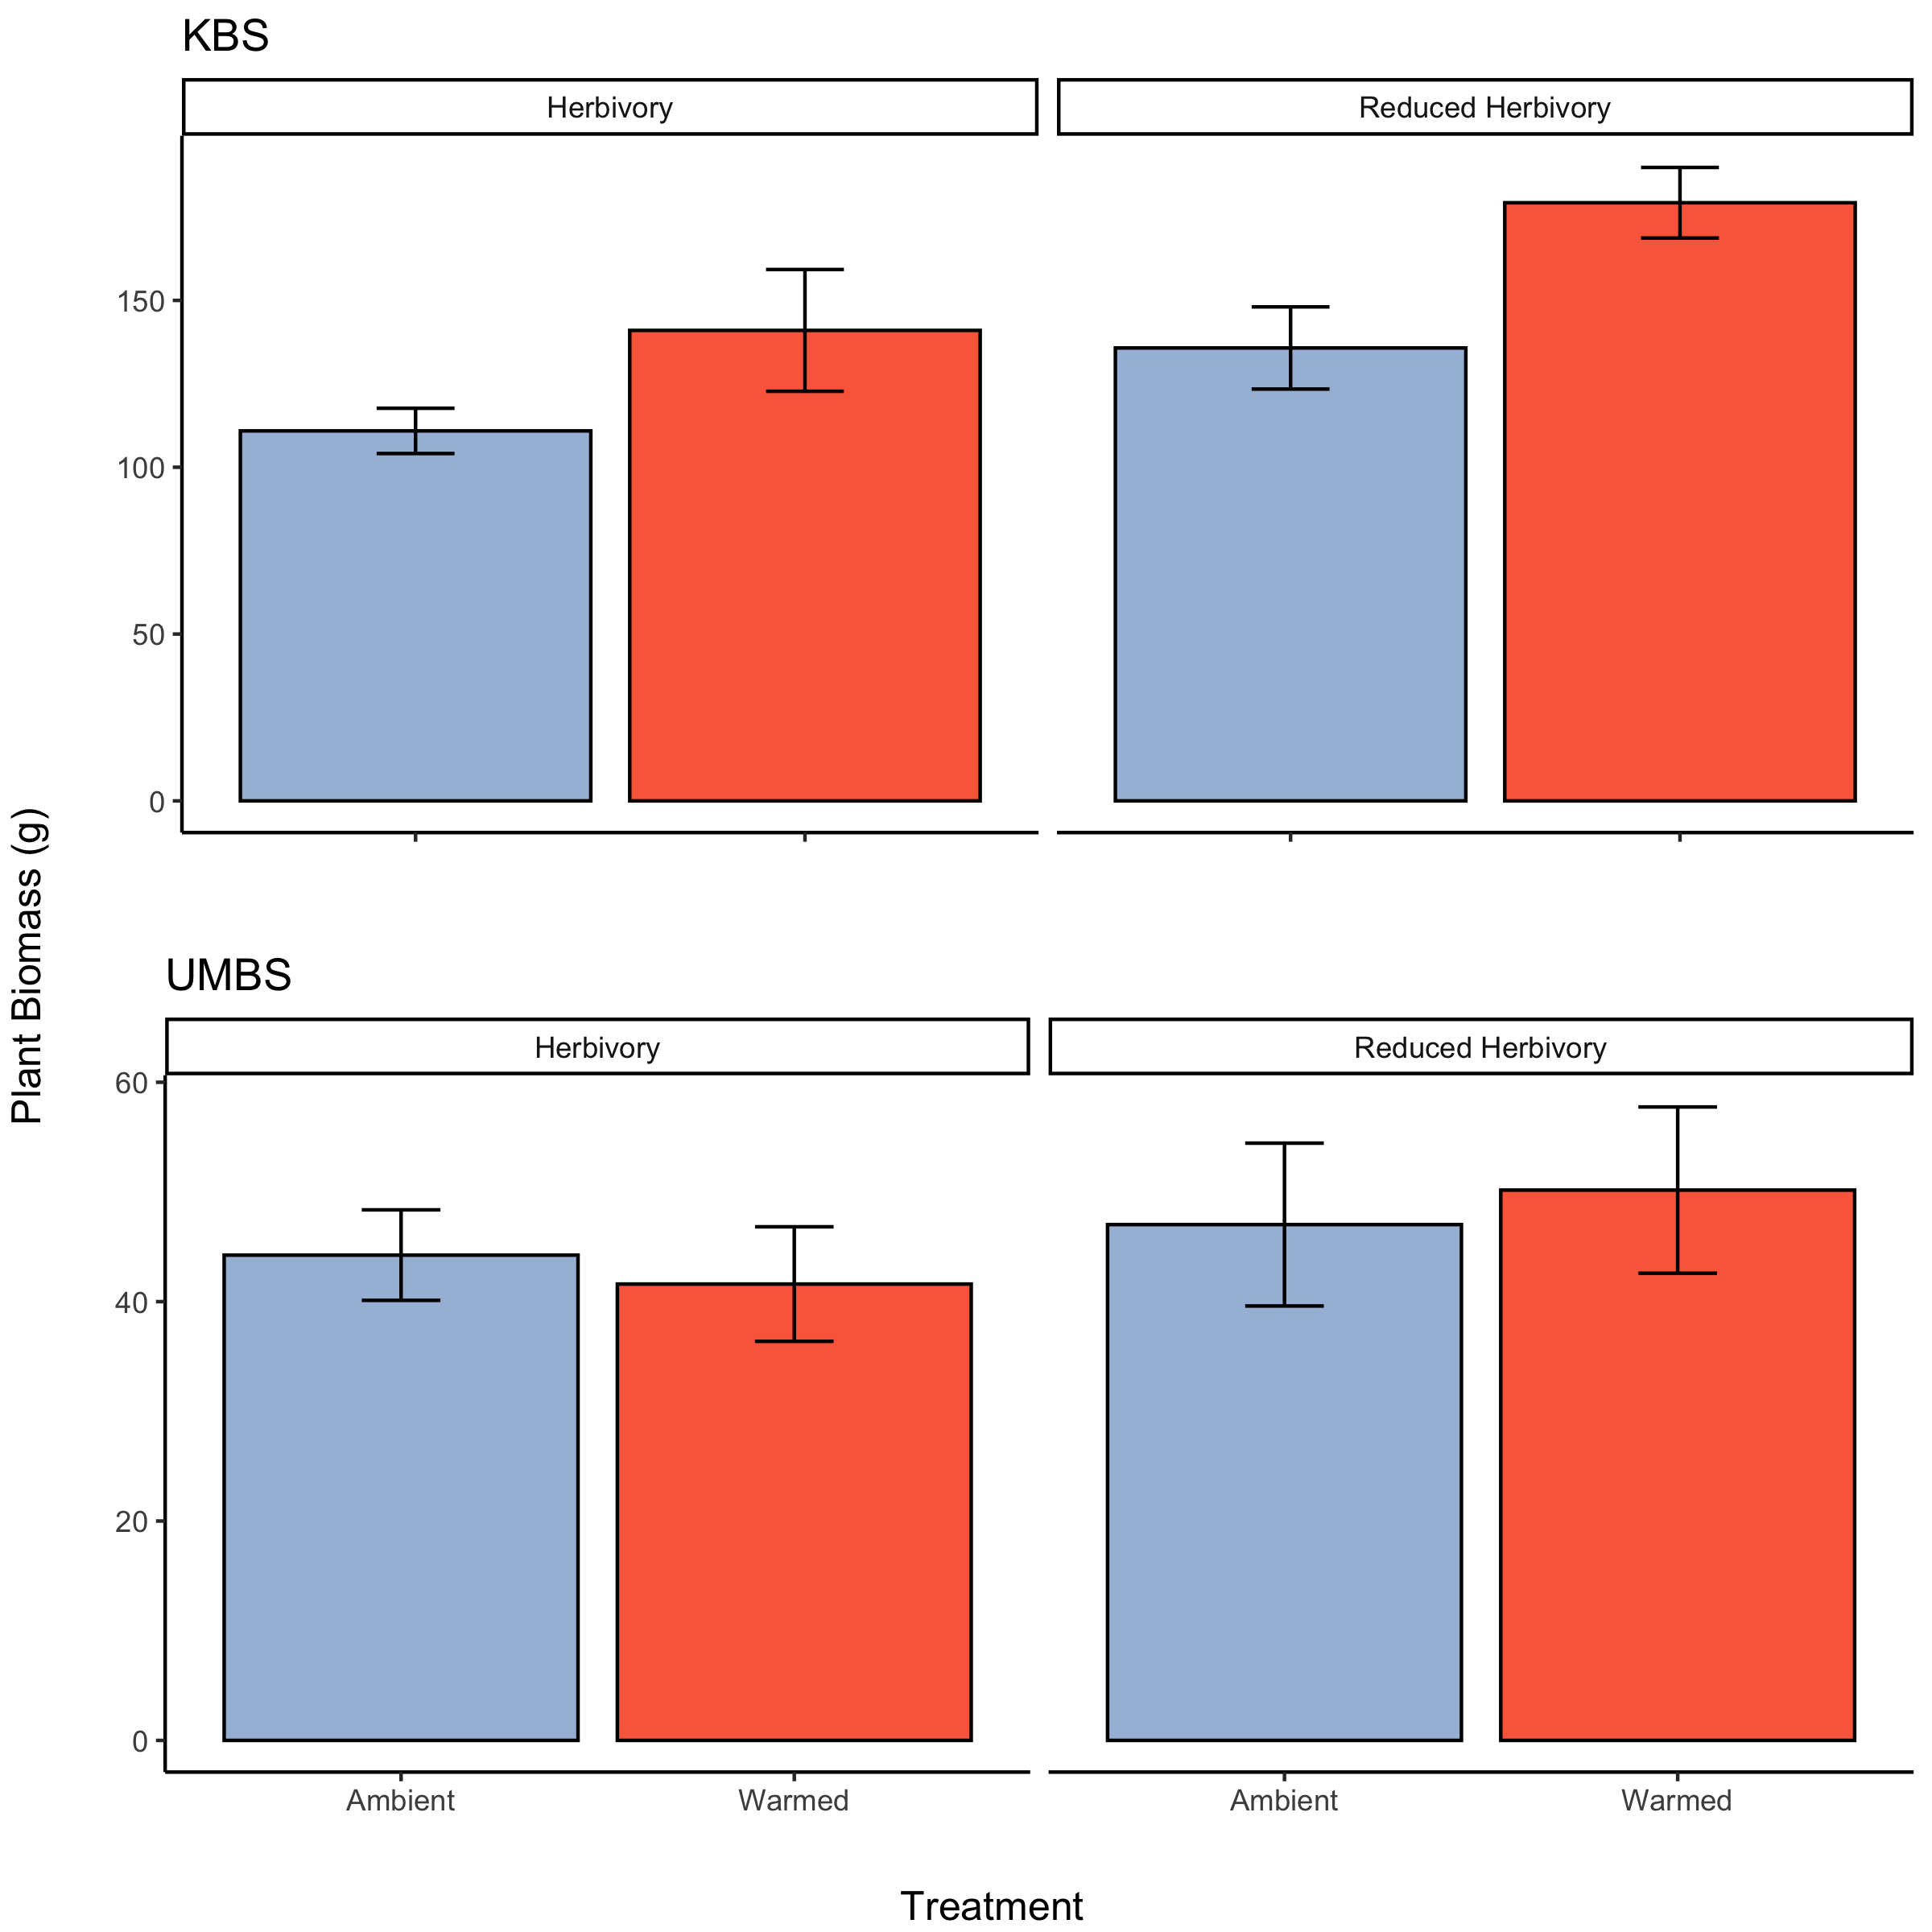 KBS
Herbivory
Reduced Herbivory
150
100
50
0
Plant Biomass (g)
UMBS
Herbivory
Reduced Herbivory
60
40
20
0
Ambient
Warmed
Ambient
Warmed
Treatment